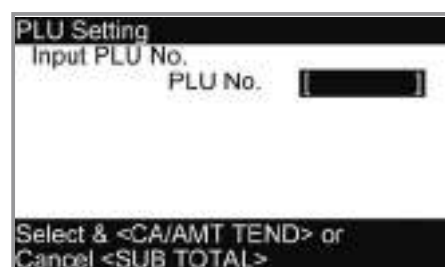 PLU Setting
Input PLU No.
PLU No. [ ]
Select & <CA/AMT TEND> or
Cancel <SUB TOTAL>